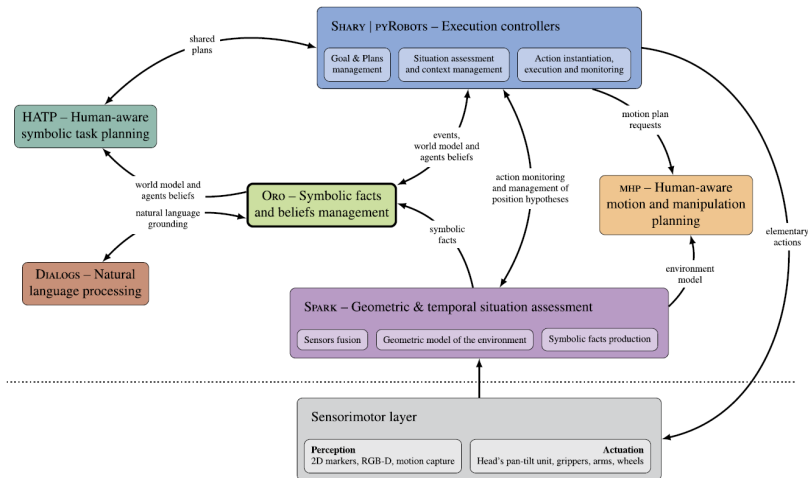 SHARY | PYROBOTS – Execution controllers
Goal & Plans
management
Situation assessment
and context management
Action instantiation,
execution and monitoring
shared
plans
HATP – Human-aware
symbolic task planning
events,
world model and
agents beliefs
motion plan
requests
world model and
agents beliefs
natural language
grounding
ORO – Symbolic facts
and beliefs management
action monitoring
and management of
position hypotheses
MHP – Human-aware
motion and manipulation
planning
elementary
actions
symbolic
facts
DIALOGS – Natural
language processing
environment
model
SPARK – Geometric & temporal situation assessment
Sensors fusion
Geometric model of the environment
Symbolic facts production
Sensorimotor layer
Perception
2D markers, RGB-D, motion capture
Actuation
Head's pan-tilt unit, grippers, arms, wheels